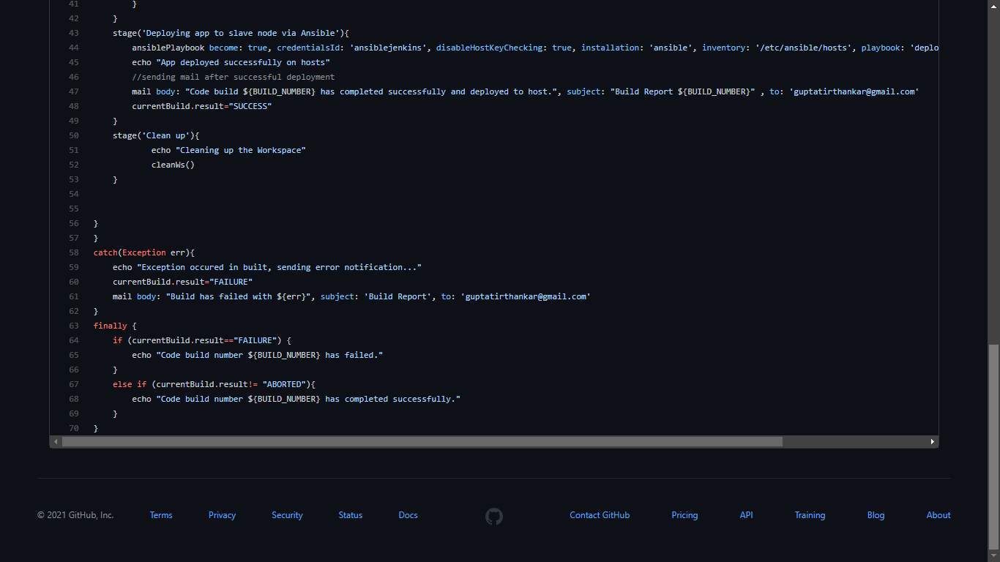 41 }
42 }
43 stage('Deploying app to slave node via Ansible'){
44 ansiblePlaybook become: true, credentialsId: 'ansiblejenkins', disableHostKeyChecking: true, installation: 'ansible', inventory: '/etc/ansible/hosts', playbook: 'deplo
45 echo "App deployed successfully on hosts"
46 //sending mail after successful deployment
47 mail body: "Code build ${BUILD_NUMBER} has completed successfully and deployed to host.", subject: "Build Report ${BUILD_NUMBER}" , to: 'guptatirthankar@gmail.com'
48 currentBuild.result="SUCCESS"
49 }
50 stage('Clean up'){
51 echo "Cleaning up the Workspace"
52 cleanWs()
53 }
54
55
56 }
57 }
58 catch(Exception err){
59 echo "Exception occured in built, sending error notification..."
60 currentBuild.result="FAILURE"
61 mail body: "Build has failed with ${err}", subject: 'Build Report', to: 'guptatirthankar@gmail.com'
62 }
63 finally {
64 if (currentBuild.result=="FAILURE") {
65 echo "Code build number ${BUILD_NUMBER} has failed."
66 }
67 else if (currentBuild.result!= "ABORTED"){
68 echo "Code build number ${BUILD_NUMBER} has completed successfully."
69 }
70 }
© 2021 GitHub, Inc. Terms Privacy Security Status Docs Contact GitHub Pricing API Training Blog About